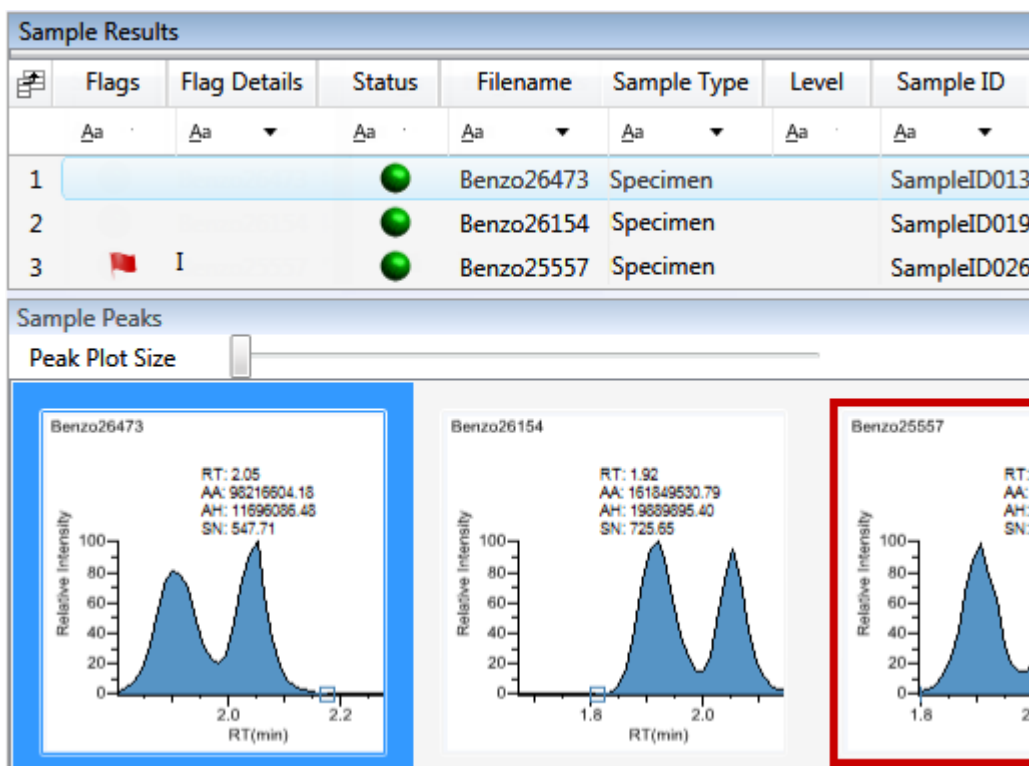 Sample Results
Flags Flag Details Status Filename Sample Type Level Sample ID
Aa Aa Aa Aa Aa Aa Aa
1 Benzo26473 Specimen SampleID013
2 Benzo26154 Specimen SampleID019
3 I Benzo25557 Specimen SampleID026
Sample Peaks
Peak Plot Size
Benzo26473
RT: 2.05
AA: 98216604.18
AH: 11696086.48
SN: 547.71
Relative Intensity
100
80
60
40
20
0
2.0 2.2
RT(min)
Benzo26154
RT: 1.92
AA: 161849530.79
AH: 19889895.40
SN: 725.65
Relative Intensity
100
80
60
40
20
0
1.8 2.0
RT(min)
Benzo25557
RT:
AA:
AH:
SN:
Relative Intensity
100
80
60
40
20
0
1.8 2